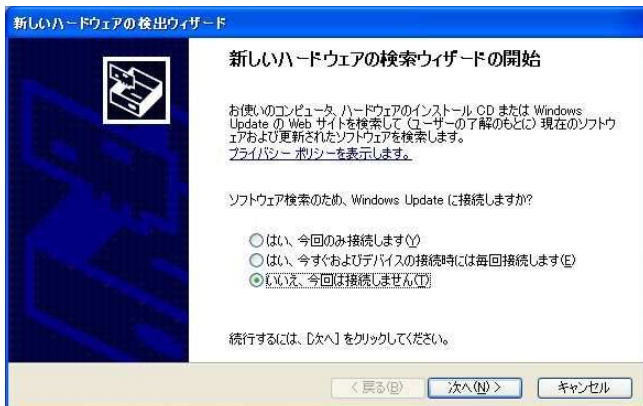 新しいハードウェアの検出ウィザード
新しいハードウェアの検索ウィザードの開始
お使いのコンピュータ、ハードウェアのインストール CD または Windows
Update の Web サイトを検索して (ユーザーの了解のもとに) 現在のソフトウ
ェアおよび更新されたソフトウェアを検索します。
プライバシー ポリシーを表示します。
ソフトウェア検索のため、Windows Update に接続しますか?
はい、今回のみ接続します(Y)
はい、今すぐおよびデバイスの接続時には毎回接続します(E)
いいえ、今回は接続しません(T)
続行するには、[次へ] をクリックしてください。
< 戻る(B) 次へ(N) > キャンセル